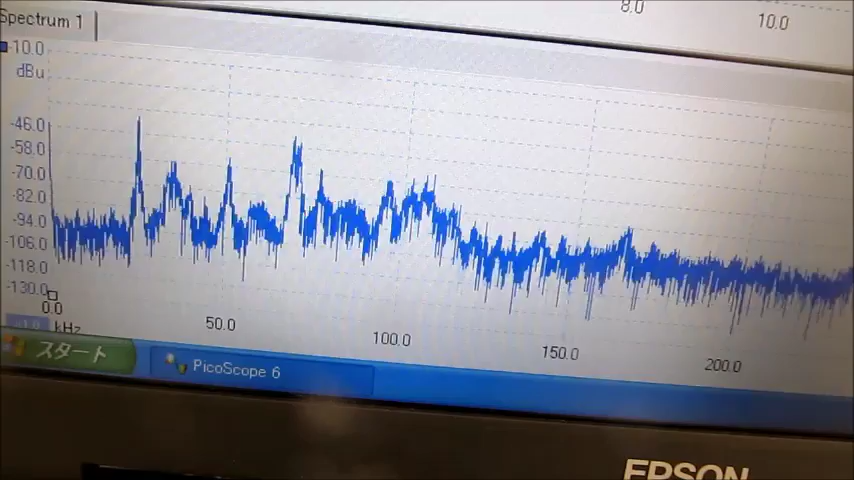 8.0
10.0
Spectrum 1
-10.0
dBu
-46.0
-58.0
-70.0
-82.0
-94.0
-106.0
-118.0
-130.0
0.0
50.0
100.0
150.0
200.0
kHz
スタート
PicoScope 6
EPSON